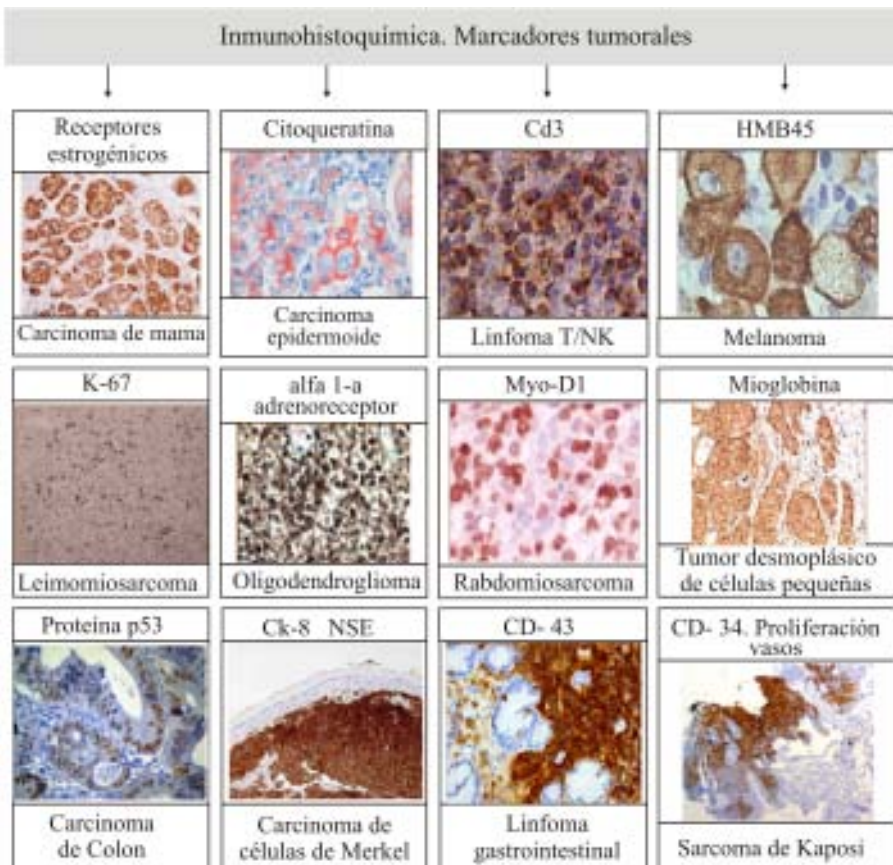 Inmunohistoquímica. Marcadores tumorales
Receptores
estrogénicos
Carcinoma de mama
Citoqueratina
Carcinoma
epidermoide
Cd3
Linfoma T/NK
HMB45
Melanoma
K-67
Leimomiosarcoma
alfa 1-a
adrenoreceptor
Oligodendroglioma
Myo-D1
Rabdomiosarcoma
Mioglobina
Tumor desmoplásico
de células pequeñas
Proteína p53
Carcinoma
de Colon
Ck-8 NSE
Carcinoma de
células de Merkel
CD- 43
Linfoma
gastrointestinal
CD- 34. Proliferación
vasos
Sarcoma de Kaposi